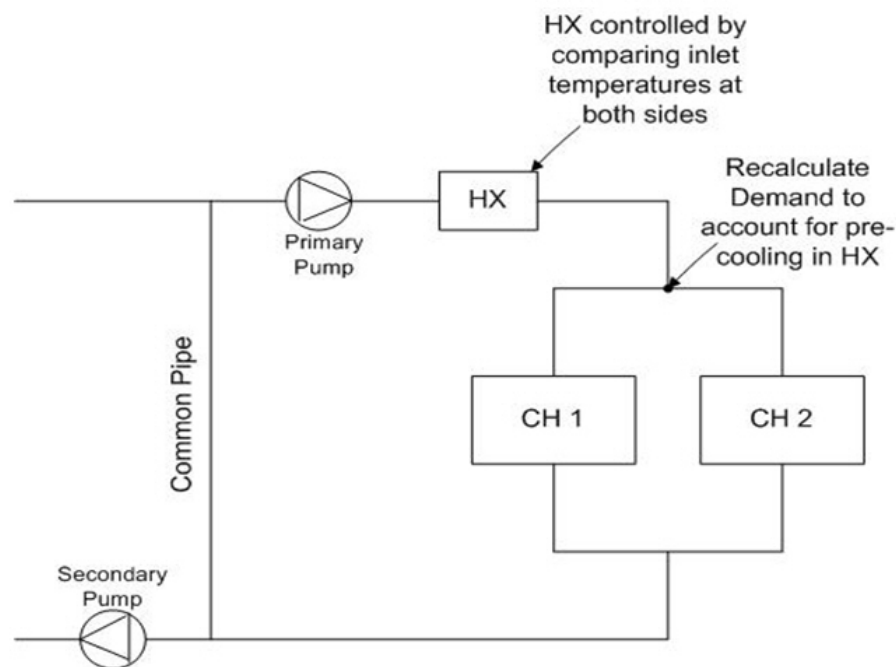 HX controlled by
comparing inlet
temperatures at
both sides
Recalculate
Demand to
account for pre-
cooling in HX
HX
Primary
Pump
Common Pipe
CH 1
CH 2
Secondary
Pump